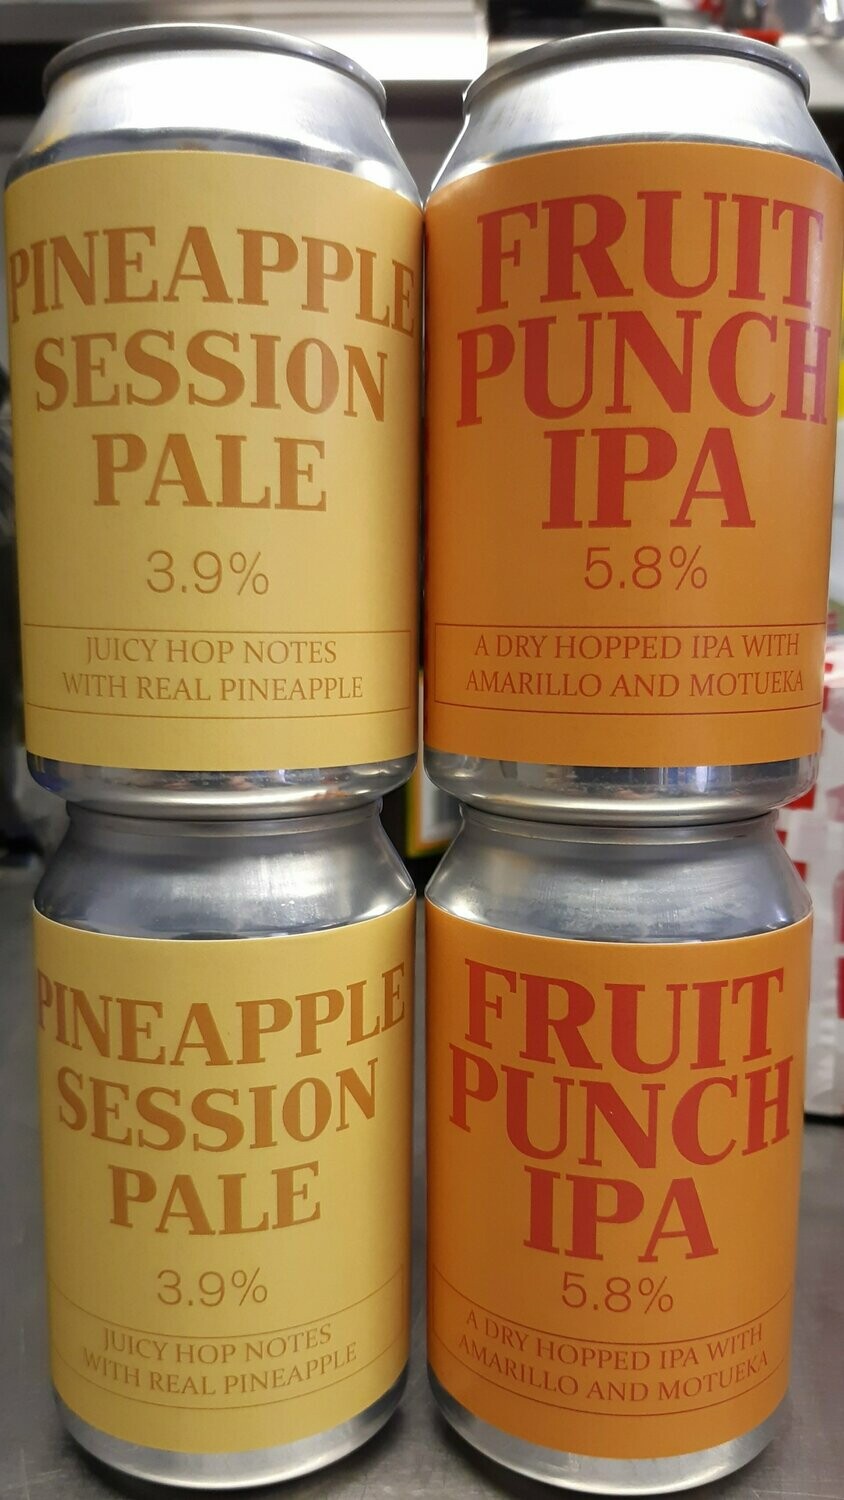 PINEAPPLE
SESSION
PALE
3.9%
JUICY HOP NOTES
WITH REAL PINEAPPLE
FRUIT
PUNCH
IPA
5.8%
A DRY HOPPED IPA WITH
AMARILLO AND MOTUEKA
PINEAPPLE
SESSION
PALE
3.9%
JUICY HOP NOTES
WITH REAL PINEAPPLE
FRUIT
PUNCH
IPA
5.8%
A DRY HOPPED IPA WITH
AMARILLO AND MOTUEKA